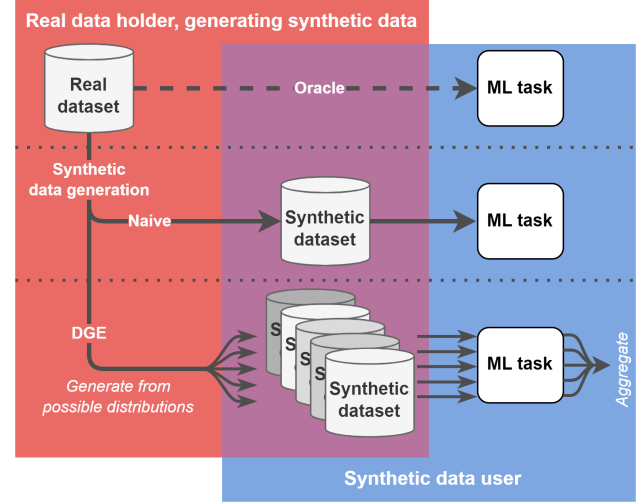 Real data holder, generating synthetic data
Real
dataset
Oracle
ML task
Synthetic
data generation
Naive
Synthetic
dataset
ML task
DGE
Generate from
possible distributions
S
S
S
S
Synthetic
dataset
ML task
Aggregate
Synthetic data user